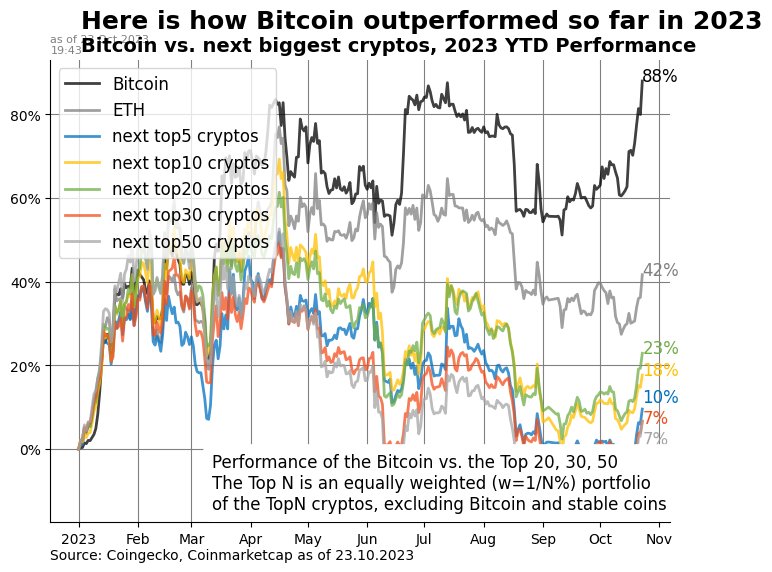 Here is how Bitcoin outperformed so far in 2023
as of 23 Oct 2023
19:43
Bitcoin vs. next biggest cryptos, 2023 YTD Performance
Bitcoin
ETH
next top5 cryptos
next top10 cryptos
next top20 cryptos
next top30 cryptos
next top50 cryptos
80%
60%
40%
20%
0%
88%
42%
23%
18%
10%
7%
7%
Performance of the Bitcoin vs. the Top 20, 30, 50
The Top N is an equally weighted (w=1/N%) portfolio
of the TopN cryptos, excluding Bitcoin and stable coins
2023 Feb Mar Apr May Jun Jul Aug Sep Oct Nov
Source: Coingecko, Coinmarketcap as of 23.10.2023